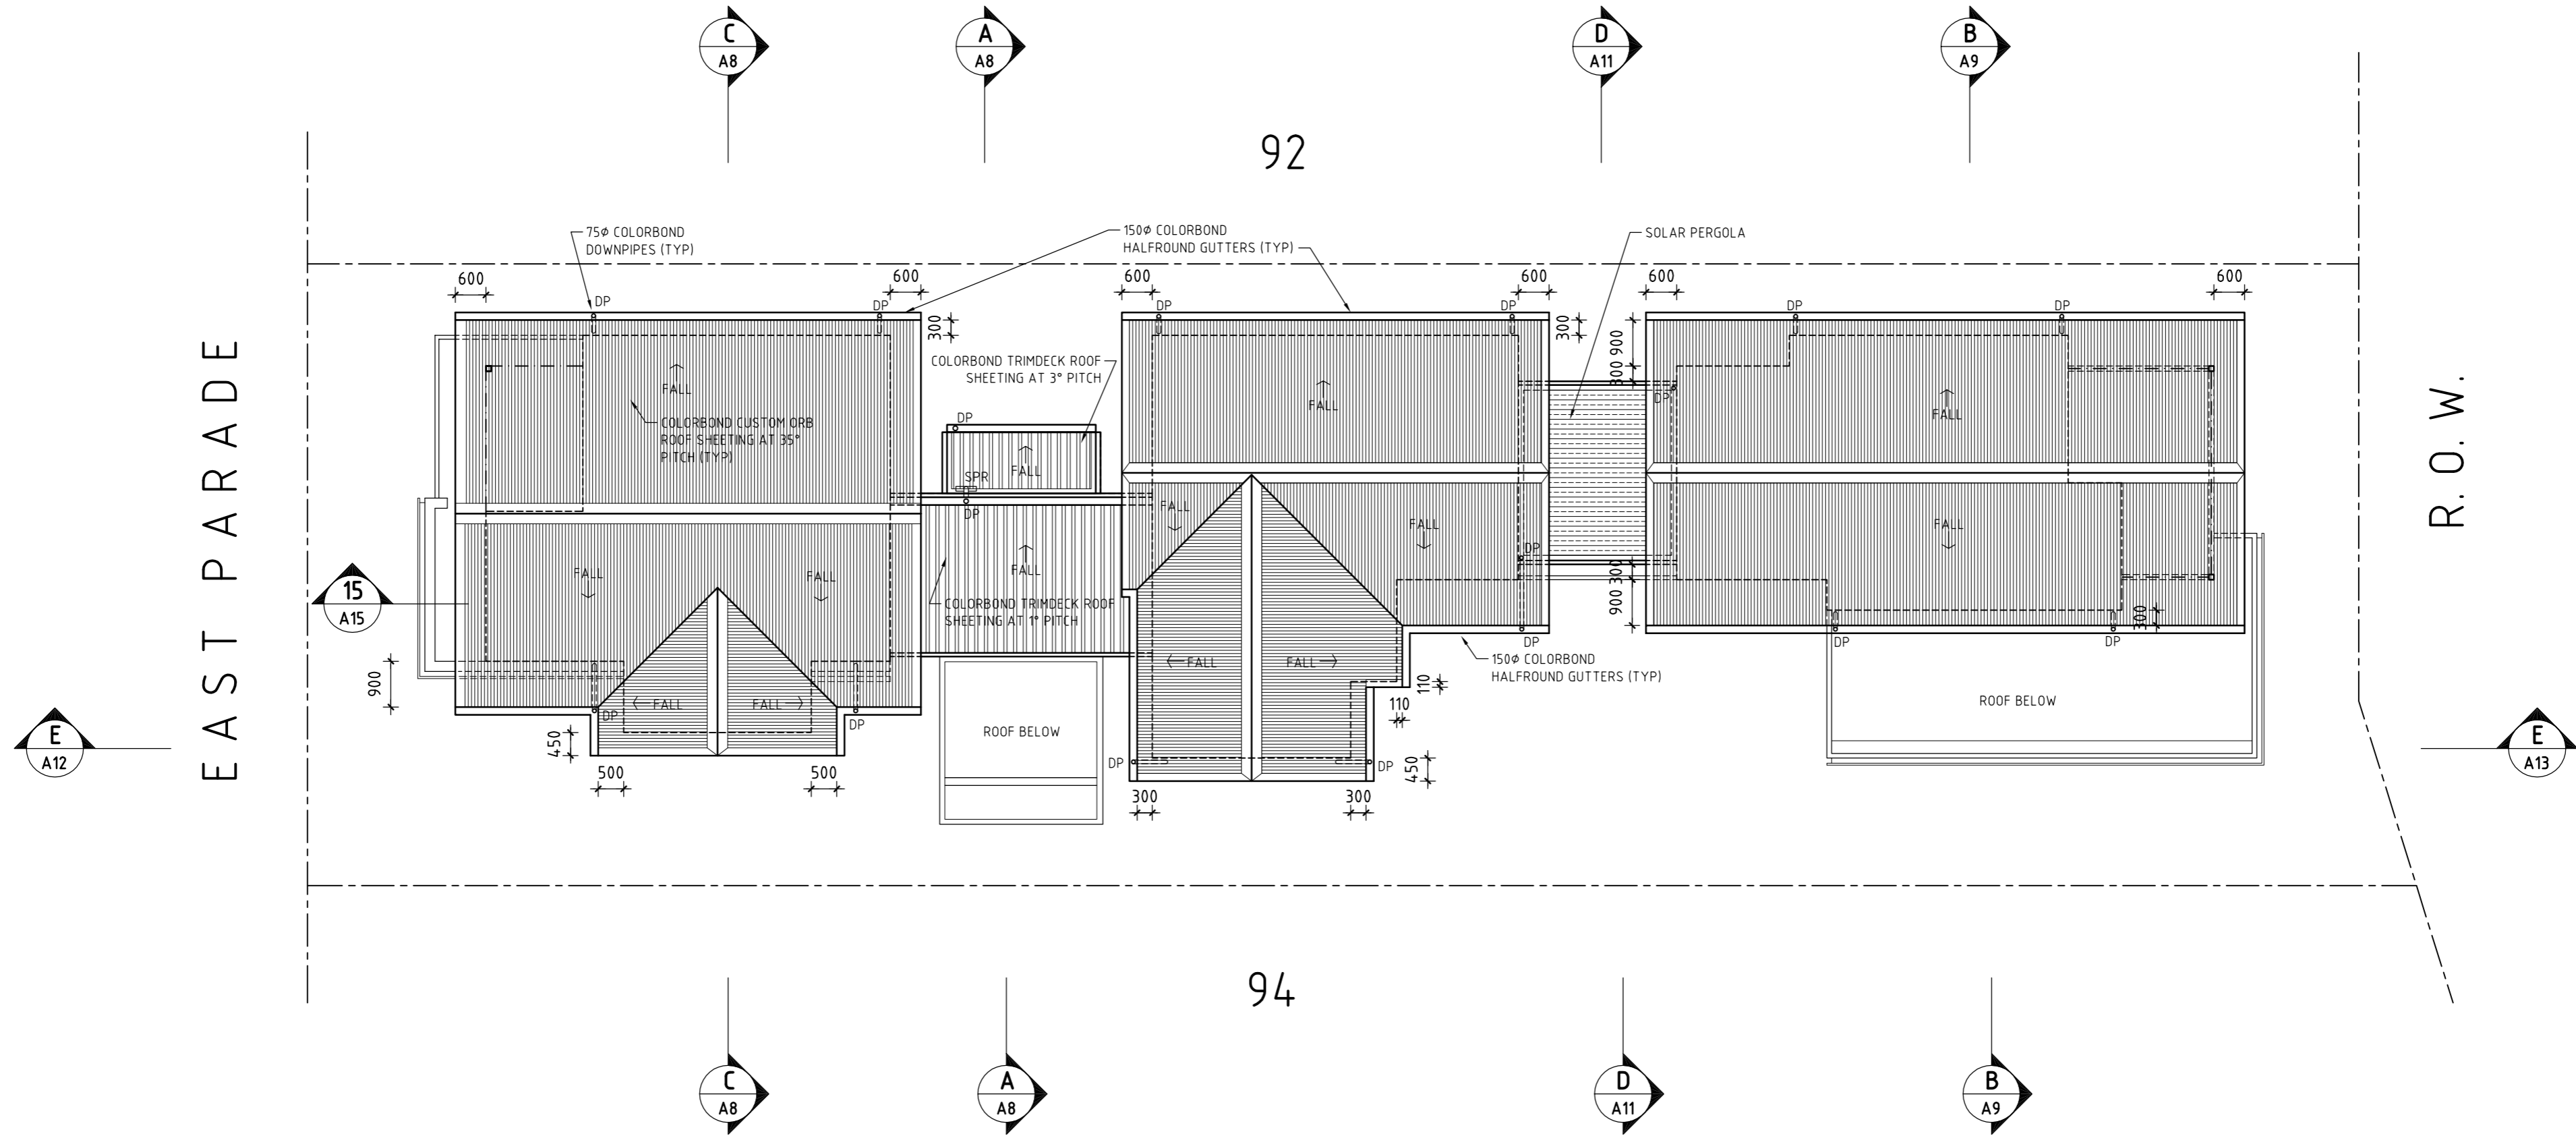 C
A8
A
A8
D
A11
B
A9
92
75ø COLORBOND
DOWNPIPES (TYP)
150ø COLORBOND
HALFROUND GUTTERS (TYP)
SOLAR PERGOLA
600
600
600
600
600
600
DP
DP
DP
DP
DP
DP
300
300
900
300
COLORBOND TRIMDECK ROOF
SHEETING AT 3° PITCH
FALL
COLORBOND CUSTOM ORB
ROOF SHEETING AT 35°
PITCH (TYP)
FALL
FALL
DP
DP
FALL
SPR
DP
FALL
FALL
FALL
DP
EAST PARADE
R.O.W.
FALL
FALL
FALL
300
900
15
A15
COLORBOND TRIMDECK ROOF
SHEETING AT 1° PITCH
300
DP
DP
DP
FALL
FALL
150ø COLORBOND
HALFROUND GUTTERS (TYP)
900
FALL
FALL
DP
DP
110
110
ROOF BELOW
ROOF BELOW
E
A12
450
500
500
DP
DP
450
300
300
E
A13
94
C
A8
A
A8
D
A11
B
A9